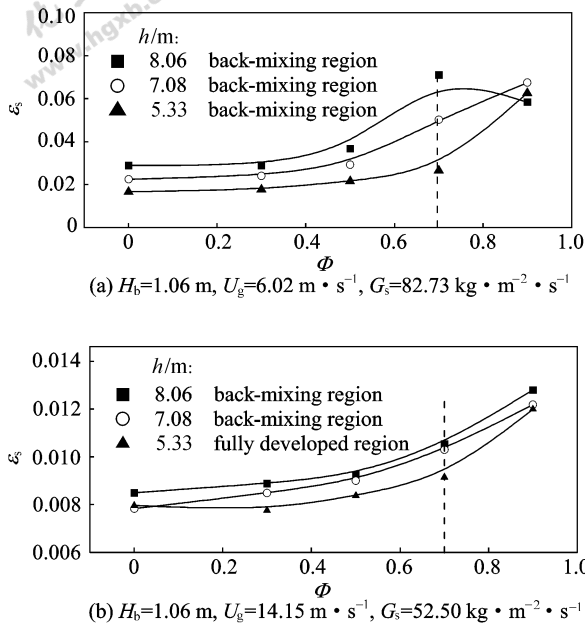 www.hgxb.
0.10
0.08
0.06
0.04
0.02
0
εs
h/m:
■ 8.06 back-mixing region
○ 7.08 back-mixing region
▲ 5.33 back-mixing region
0 0.2 0.4 0.6 0.8 1.0
Φ
(a) Hb=1.06 m, Ug=6.02 m·s⁻¹, Gs=82.73 kg·m⁻²·s⁻¹
0.014
0.012
0.010
0.008
0.006
εs
h/m:
■ 8.06 back-mixing region
○ 7.08 back-mixing region
▲ 5.33 fully developed region
0 0.2 0.4 0.6 0.8 1.0
Φ
(b) Hb=1.06 m, Ug=14.15 m·s⁻¹, Gs=52.50 kg·m⁻²·s⁻¹